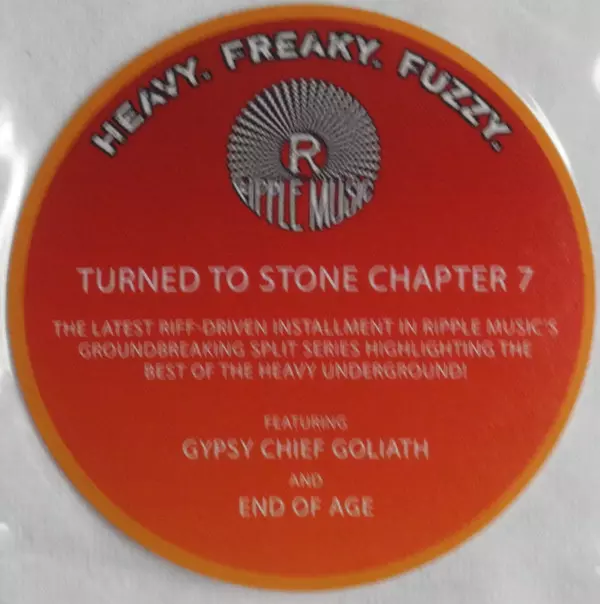 HEAVY. FREAKY. FUZZY.
R
RIPPLE MUSIC
TURNED TO STONE CHAPTER 7
THE LATEST RIFF-DRIVEN INSTALLMENT IN RIPPLE MUSIC'S
GROUNDBREAKING SPLIT SERIES HIGHLIGHTING THE
BEST OF THE HEAVY UNDERGROUND!
FEATURING
GYPSY CHIEF GOLIATH
AND
END OF AGE